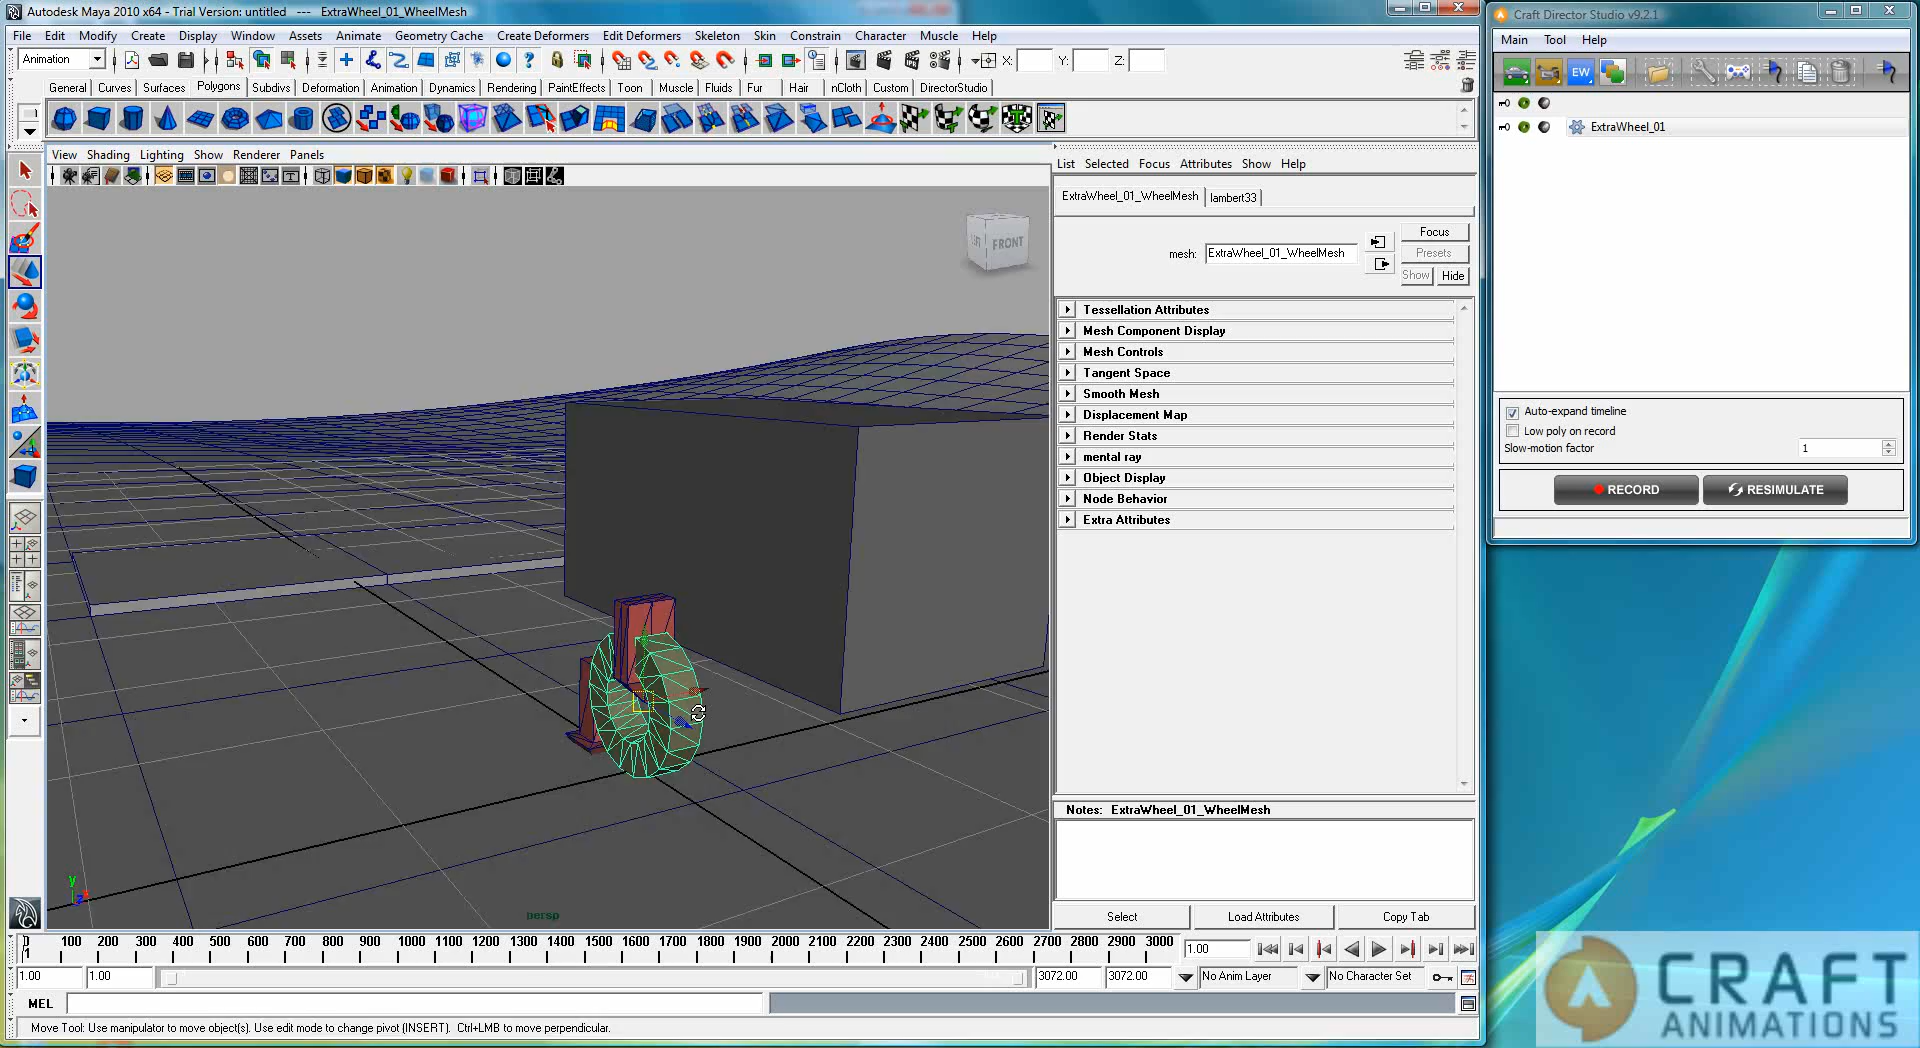 Autodesk Maya 2010 x64 - Trial Version: untitled --- ExtraWheel_01_WheelMesh
File Edit Modify Create Display Window Assets Animate Geometry Cache Create Deformers Edit Deformers Skeleton Skin Constrain Character Muscle Help
Animation X: Y: Z:
General Curves Surfaces Polygons Subdivs Deformation Animation Dynamics Rendering PaintEffects Toon Muscle Fluids Fur Hair nCloth Custom DirectorStudio
View Shading Lighting Show Renderer Panels
FRONT
persp
y
z
List Selected Focus Attributes Show Help
ExtraWheel_01_WheelMesh lambert33
mesh: ExtraWheel_01_WheelMesh
Focus
Presets
Show Hide
Tessellation Attributes
Mesh Component Display
Mesh Controls
Tangent Space
Smooth Mesh
Displacement Map
Render Stats
mental ray
Object Display
Node Behavior
Extra Attributes
Notes: ExtraWheel_01_WheelMesh
Select Load Attributes Copy Tab
1 100 200 300 400 500 600 700 800 900 1000 1100 1200 1300 1400 1500 1600 1700 1800 1900 2000 2100 2200 2300 2400 2500 2600 2700 2800 2900 3000 1.00
1.00 1.00 3072.00 3072.00 No Anim Layer No Character Set
MEL
Move Tool: Use manipulator to move object(s). Use edit mode to change pivot (INSERT). Ctrl+LMB to move perpendicular.
Craft Director Studio v9.2.1
Main Tool Help
EW
ExtraWheel_01
Auto-expand timeline
Low poly on record
Slow-motion factor 1
RECORD RESIMULATE
CRAFT
ANIMATIONS